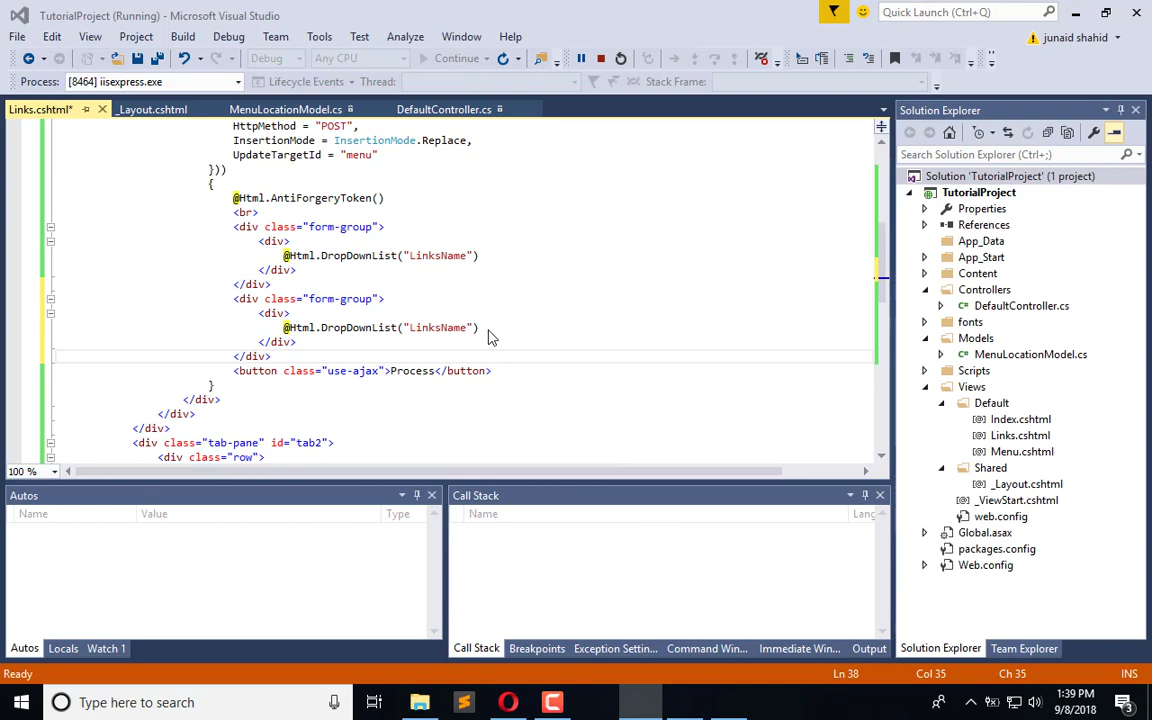 TutorialProject (Running) - Microsoft Visual Studio
Quick Launch (Ctrl+Q)
File Edit View Project Build Debug Team Tools Test Analyze Window Help
junaid shahid
Debug Any CPU Continue
Process: [8464] iisexpress.exe Lifecycle Events Thread: Stack Frame:
Links.cshtml* _Layout.cshtml MenuLocationModel.cs DefaultController.cs
HttpMethod = "POST",
InsertionMode = InsertionMode.Replace,
UpdateTargetId = "menu"
}))
{
@Html.AntiForgeryToken()
<br>
<div class="form-group">
<div>
@Html.DropDownList("LinksName")
</div>
</div>
<div class="form-group">
<div>
@Html.DropDownList("LinksName")
</div>
</div>
<button class="use-ajax">Process</button>
}
</div>
</div>
</div>
<div class="tab-pane" id="tab2">
<div class="row">
100 %
Solution Explorer
Search Solution Explorer (Ctrl+;)
Solution 'TutorialProject' (1 project)
TutorialProject
Properties
References
App_Data
App_Start
Content
Controllers
DefaultController.cs
fonts
Models
MenuLocationModel.cs
Scripts
Views
Default
Index.cshtml
Links.cshtml
Menu.cshtml
Shared
_Layout.cshtml
_ViewStart.cshtml
web.config
Global.asax
packages.config
Web.config
Solution Explorer Team Explorer
Autos
Name Value Type
Autos Locals Watch 1
Call Stack
Name Lang
Call Stack Breakpoints Exception Settin... Command Win... Immediate Win... Output
Ready Ln 38 Col 35 Ch 35 INS
Type here to search
1:39 PM
9/8/2018
3